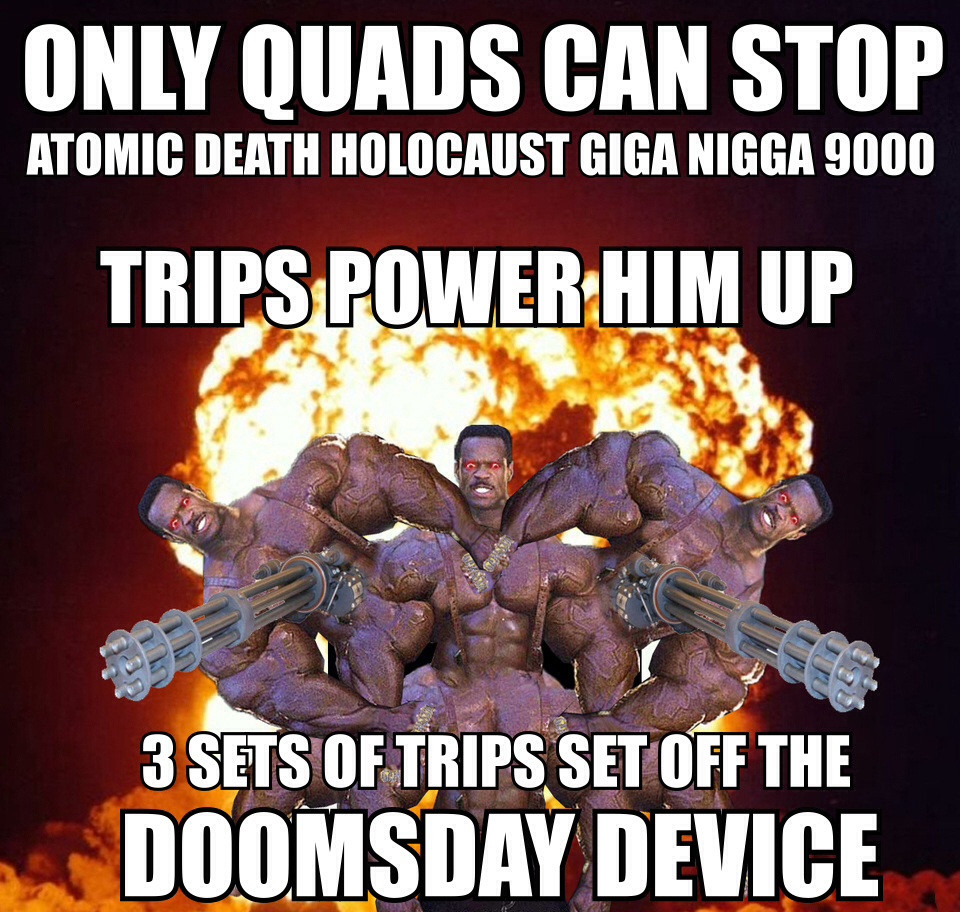 ONLY QUADS CAN STOP
ATOMIC DEATH HOLOCAUST GIGA NIGGA 9000
TRIPS POWER HIM UP
3 SETS OF TRIPS SET OFF THE
DOOMSDAY DEVICE